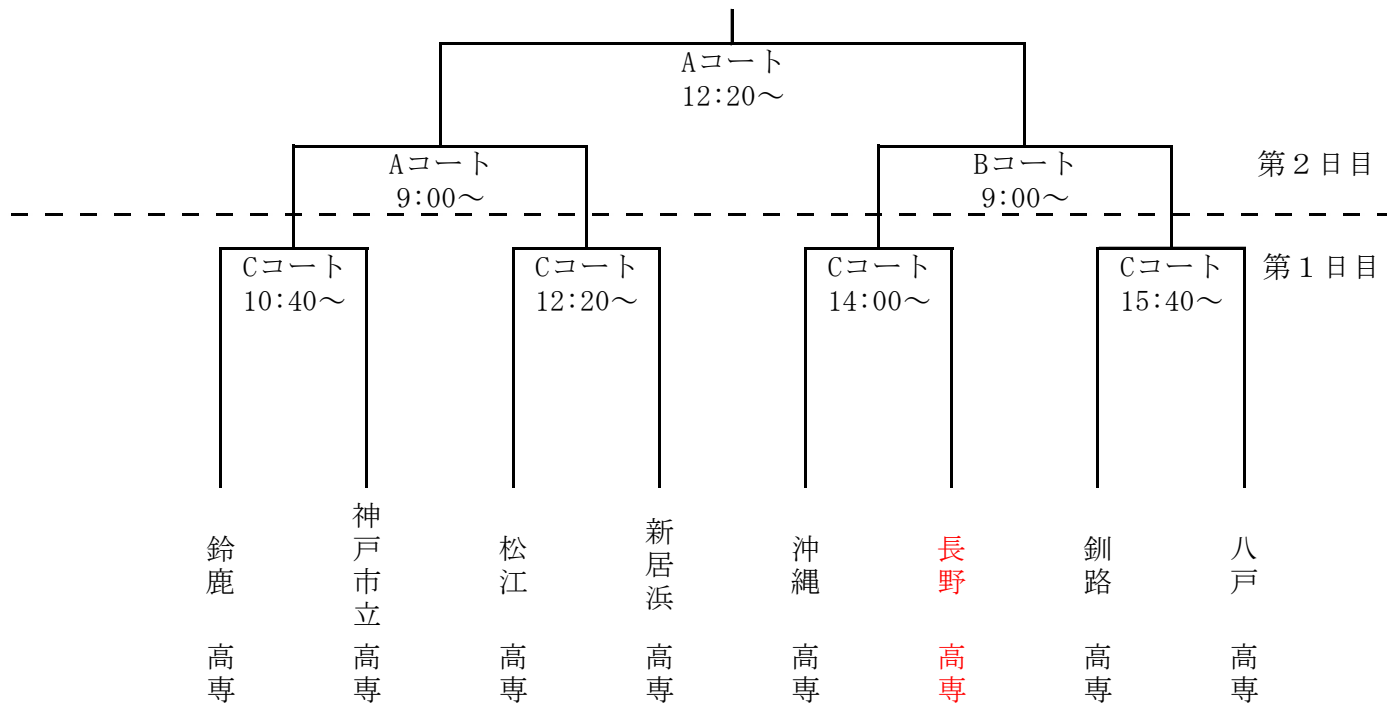 Aコート
12:20～
Aコート
9:00～
Bコート
9:00～
第２日目
Cコート
10:40～
Cコート
12:20～
Cコート
14:00～
Cコート
15:40～
第１日目
鈴鹿 高専
神戸市立 高専
松江 高専
新居浜 高専
沖縄 高専
長野 高専
釧路 高専
八戸 高専